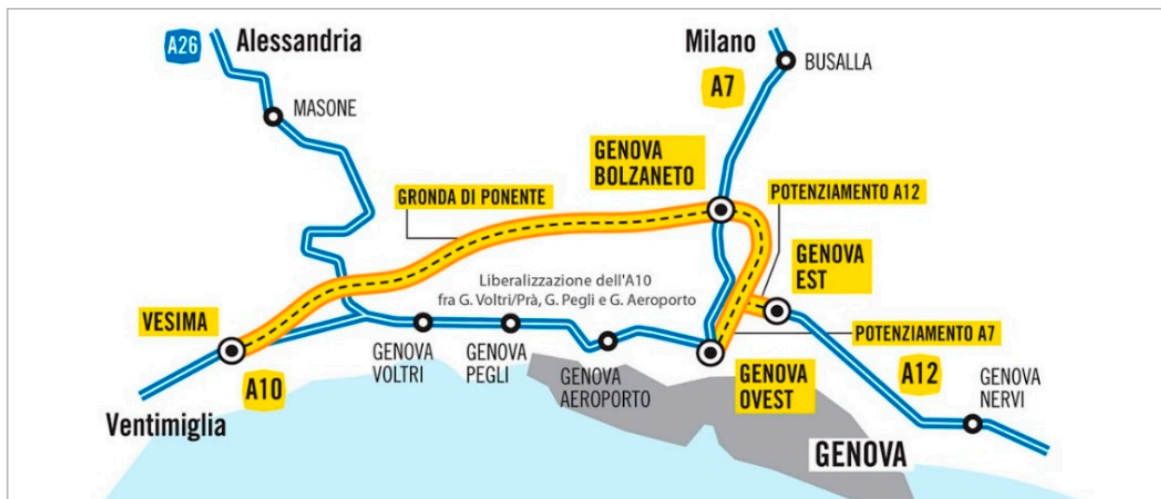 A26
Alessandria
MASONE
Milano
A7
BUSALLA
GENOVA
BOLZANETO
GRONDA DI PONENTE
POTENZIAMENTO A12
GENOVA
EST
Liberalizzazione dell'A10
fra G. Voltri/Prà, G. Pegli e G. Aeroporto
VESIMA
POTENZIAMENTO A7
GENOVA
VOLTRI
GENOVA
PEGLI
GENOVA
AEROPORTO
GENOVA
OVEST
A10
A12
GENOVA
NERVI
Ventimiglia
GENOVA